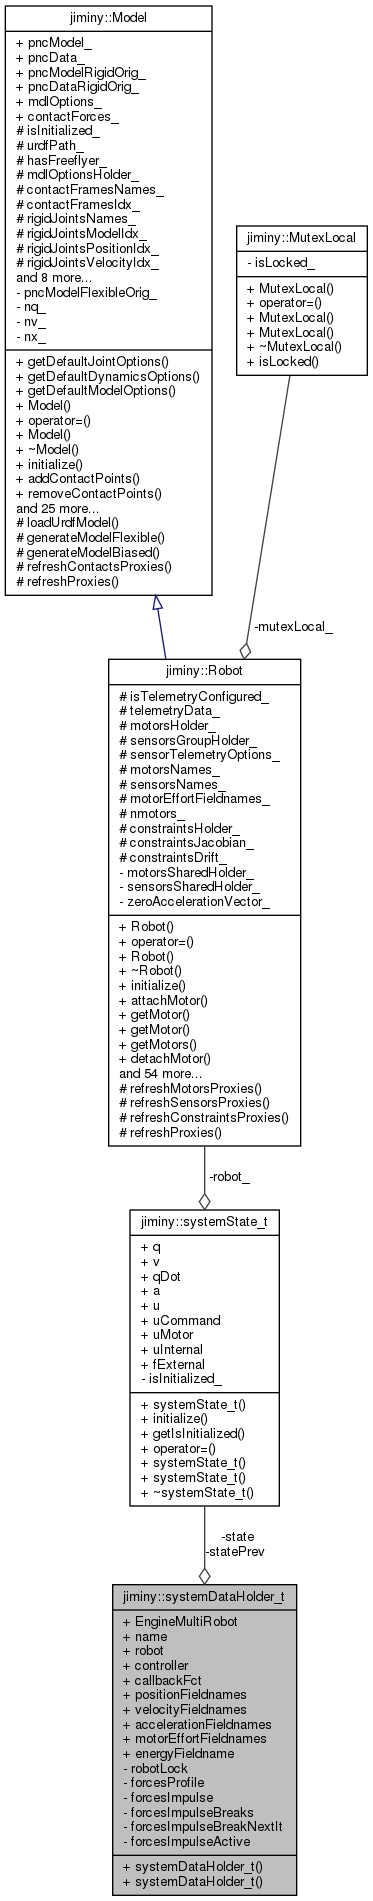 jiminy::Model
+ pncModel_
+ pncData_
+ pncModelRigidOrig_
+ pncDataRigidOrig_
+ mdlOptions_
+ contactForces_
# isInitialized_
# urdfPath_
# hasFreeflyer_
# mdlOptionsHolder_
# contactFramesNames_
# contactFramesIdx_
# rigidJointsNames_
# rigidJointsModelIdx_
# rigidJointsPositionIdx_
# rigidJointsVelocityIdx_
and 8 more...
- pncModelFlexibleOrig_
- nq_
- nv_
- nx_
+ getDefaultJointOptions()
+ getDefaultDynamicsOptions()
+ getDefaultModelOptions()
+ Model()
+ operator=()
+ Model()
+ ~Model()
+ initialize()
+ addContactPoints()
+ removeContactPoints()
and 25 more...
# loadUrdfModel()
# generateModelFlexible()
# generateModelBiased()
# refreshContactsProxies()
# refreshProxies()
jiminy::MutexLocal
- isLocked_
+ MutexLocal()
+ operator=()
+ MutexLocal()
+ MutexLocal()
+ ~MutexLocal()
+ isLocked()
-mutexLocal_
jiminy::Robot
# isTelemetryConfigured_
# telemetryData_
# motorsHolder_
# sensorsGroupHolder_
# sensorTelemetryOptions_
# motorsNames_
# sensorsNames_
# motorEffortFieldnames_
# nmotors_
# constraintsHolder_
# constraintsJacobian_
# constraintsDrift_
- motorsSharedHolder_
- sensorsSharedHolder_
- zeroAccelerationVector_
+ Robot()
+ operator=()
+ Robot()
+ ~Robot()
+ initialize()
+ attachMotor()
+ getMotor()
+ getMotor()
+ getMotors()
+ detachMotor()
and 54 more...
# refreshMotorsProxies()
# refreshSensorsProxies()
# refreshConstraintsProxies()
# refreshProxies()
-robot_
jiminy::systemState_t
+ q
+ v
+ qDot
+ a
+ u
+ uCommand
+ uMotor
+ uInternal
+ fExternal
- isInitialized_
+ systemState_t()
+ initialize()
+ getIsInitialized()
+ operator=()
+ systemState_t()
+ systemState_t()
+ ~systemState_t()
-state
-statePrev
jiminy::systemDataHolder_t
+ EngineMultiRobot
+ name
+ robot
+ controller
+ callbackFct
+ positionFieldnames
+ velocityFieldnames
+ accelerationFieldnames
+ motorEffortFieldnames
+ energyFieldname
- robotLock
- forcesProfile
- forcesImpulse
- forcesImpulseBreaks
- forcesImpulseBreakNextIt
- forcesImpulseActive
+ systemDataHolder_t()
+ systemDataHolder_t()